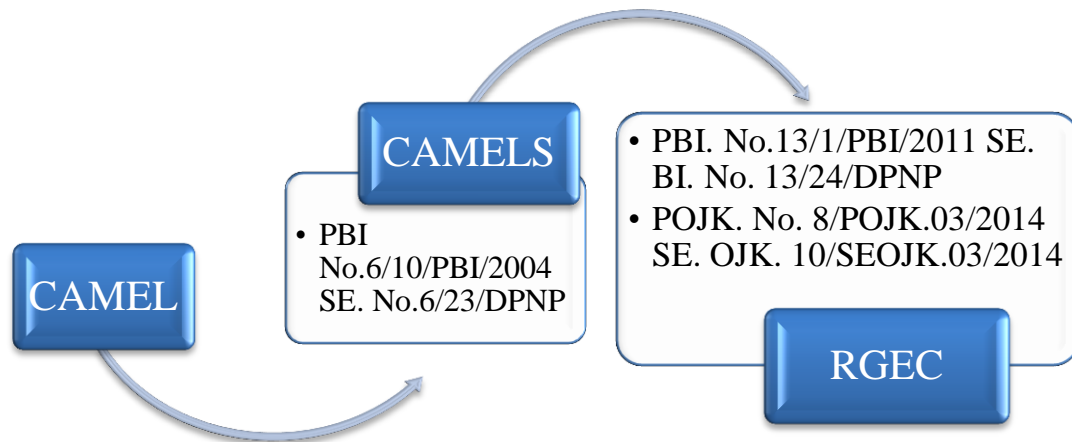 CAMEL
CAMELS
• PBI
No.6/10/PBI/2004
SE. No.6/23/DPNP
• PBI. No.13/1/PBI/2011 SE.
BI. No. 13/24/DPNP
• POJK. No. 8/POJK.03/2014
SE. OJK. 10/SEOJK.03/2014
RGEC